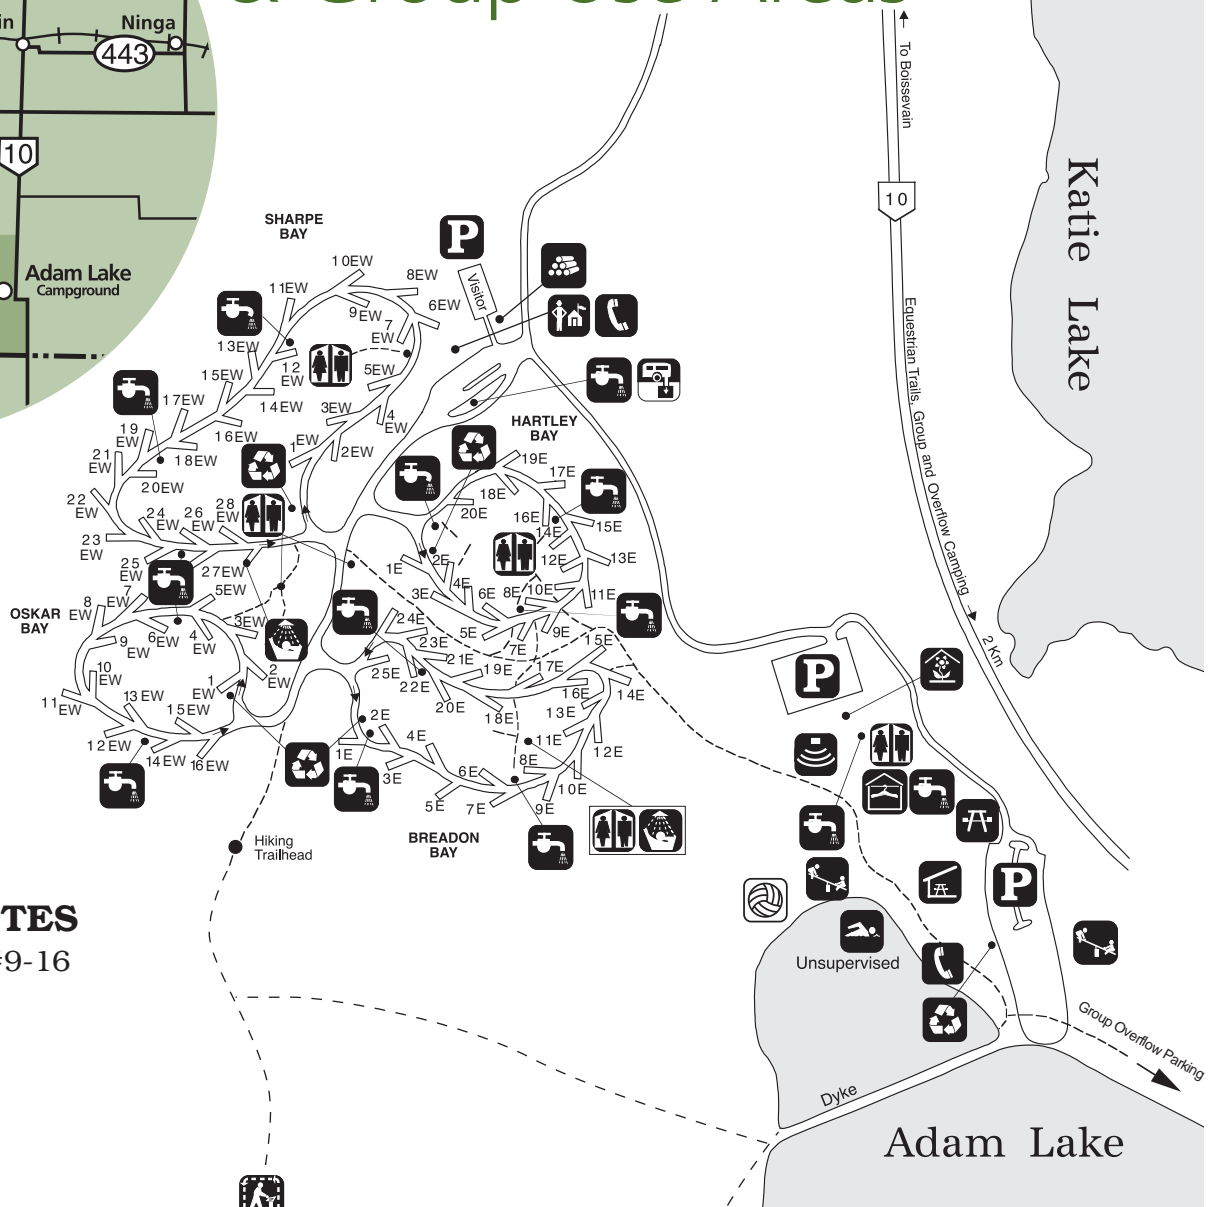 & Group Use Areas
in
Ninga
443
10
Adam Lake
Campground
To Boissevain
10
Katie Lake
Equestrian Trails, Group and Overflow Camping
2 Km
SHARPE
BAY
P
Visitor
10EW
8EW
11EW
9EW
6EW
7
EW
13EW
12
EW
5EW
15EW
14EW
3EW
4
EW
17EW
16EW
1EW
2EW
19
EW
18EW
21
EW
20EW
22
EW
24
EW
26
EW
28
EW
23
EW
25
EW
27EW
HARTLEY
BAY
19E
17E
18E
20E
16E
15E
14E
13E
12E
2E
1E
4E
3E
6E
8E
10E
11E
5E
9E
7E
OSKAR
BAY
8
EW
7
EW
5EW
3EW
6EW
4
EW
9
EW
2
EW
10
EW
1
EW
11
EW
13 EW
15EW
12EW
14EW
16EW
24E
23E
21E
25E
22E
19E
17E
15E
20E
18E
16E
14E
13E
2E
1E
4E
11E
12E
3E
6E
8E
10E
5E
7E
9E
BREADON
BAY
Hiking
Trailhead
P
P
TES
9-16
Unsupervised
Group Overflow Parking
Dyke
Adam Lake